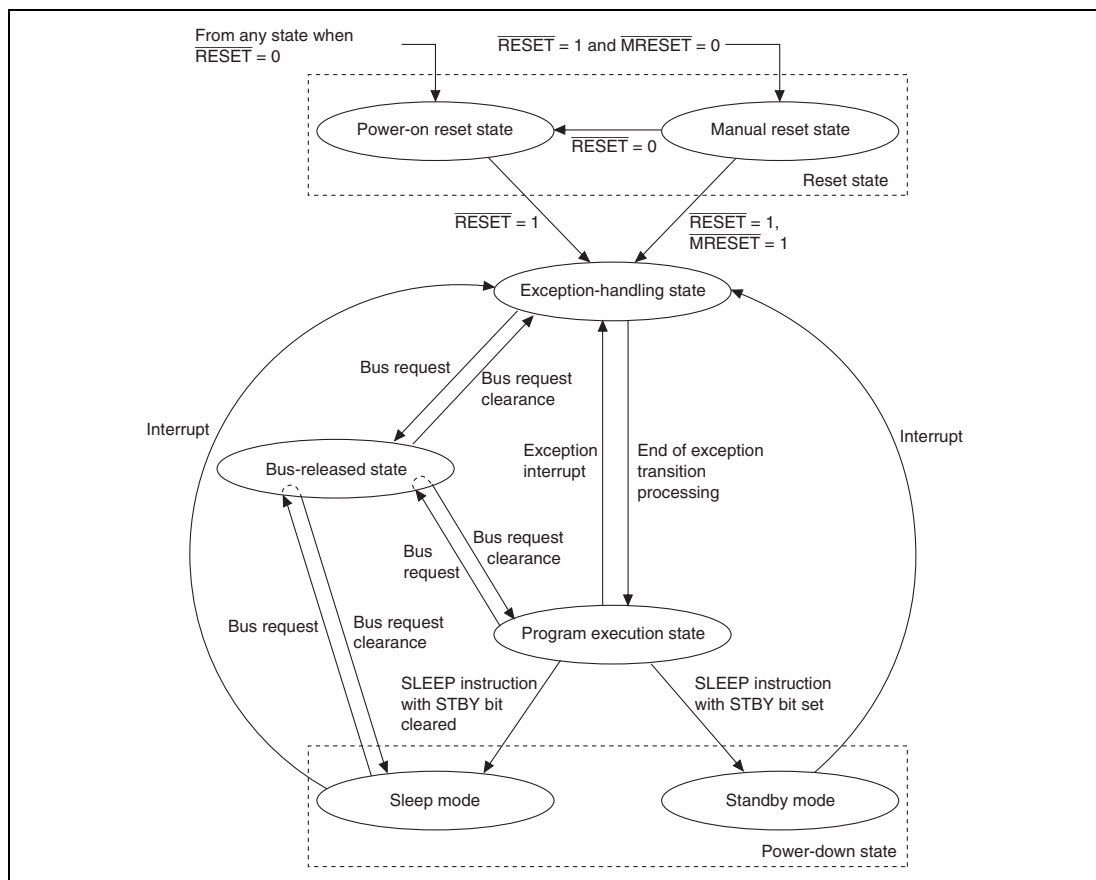 From any state when
RESET = 0
RESET = 1 and MRESET = 0
Power-on reset state
Manual reset state
RESET = 0
Reset state
RESET = 1
RESET = 1,
MRESET = 1
Exception-handling state
Bus request
Bus request
clearance
Interrupt
Interrupt
Exception
interrupt
End of exception
transition
processing
Bus-released state
Bus
request
Bus request
clearance
Bus request
Bus request
clearance
Program execution state
SLEEP instruction
with STBY bit
cleared
SLEEP instruction
with STBY bit set
Sleep mode
Standby mode
Power-down state